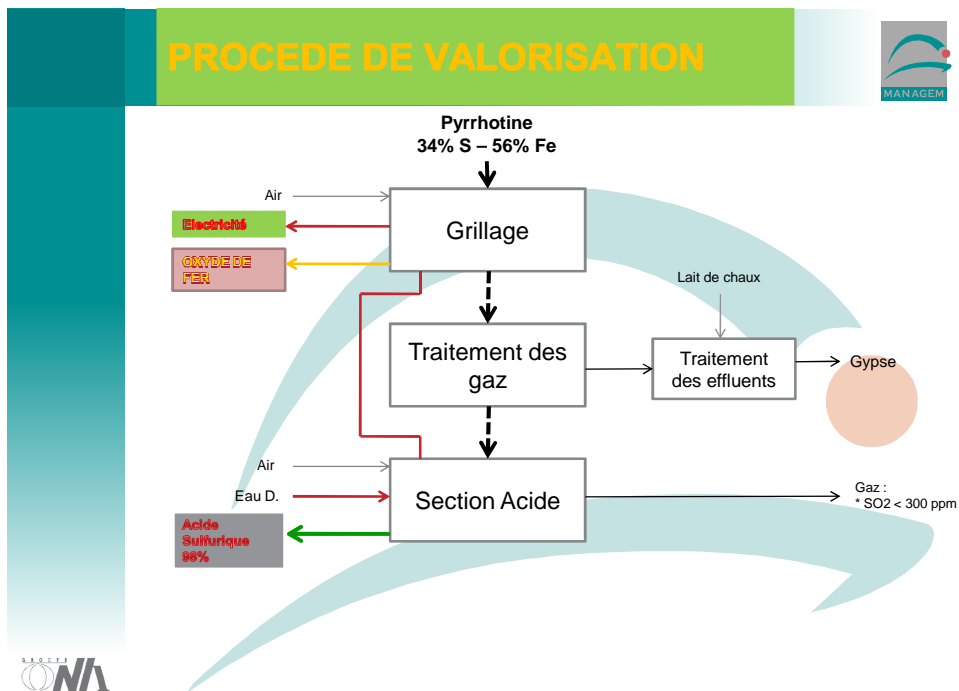 PROCEDE DE VALORISATION
MANAGEM
Pyrrhotine
34% S – 56% Fe
Air
Electricité
Grillage
OXYDE DE
FER
Lait de chaux
Traitement des
gaz
Traitement
des effluents
Gypse
Air
Eau D.
Section Acide
Gaz :
* SO2 < 300 ppm
Acide
Sulfurique
98%
GROUPE
ONA